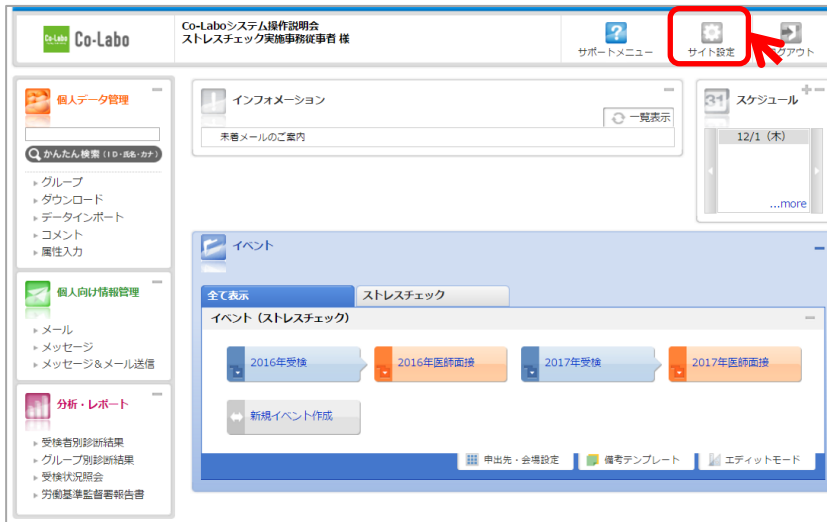 Co-Labo Co-Labo
Co-Laboシステム操作説明会
ストレスチェック実施事務従事者 様
サポートメニュー
サイト設定
グアウト
個人データ管理
かんたん検索(ID・氏名・カナ)
グループ
ダウンロード
データインポート
コメント
属性入力
個人向け情報管理
メール
メッセージ
メッセージ&メール送信
分析・レポート
受検者別診断結果
グループ別診断結果
受検状況照会
労働基準監督署報告書
インフォメーション
一覧表示
未着メールのご案内
31 スケジュール
12/1(木)
...more
イベント
全て表示 ストレスチェック
イベント(ストレスチェック)
2016年受検 2016年医師面接 2017年受検 2017年医師面接
新規イベント作成
申出先・会場設定 備考テンプレート エディットモード